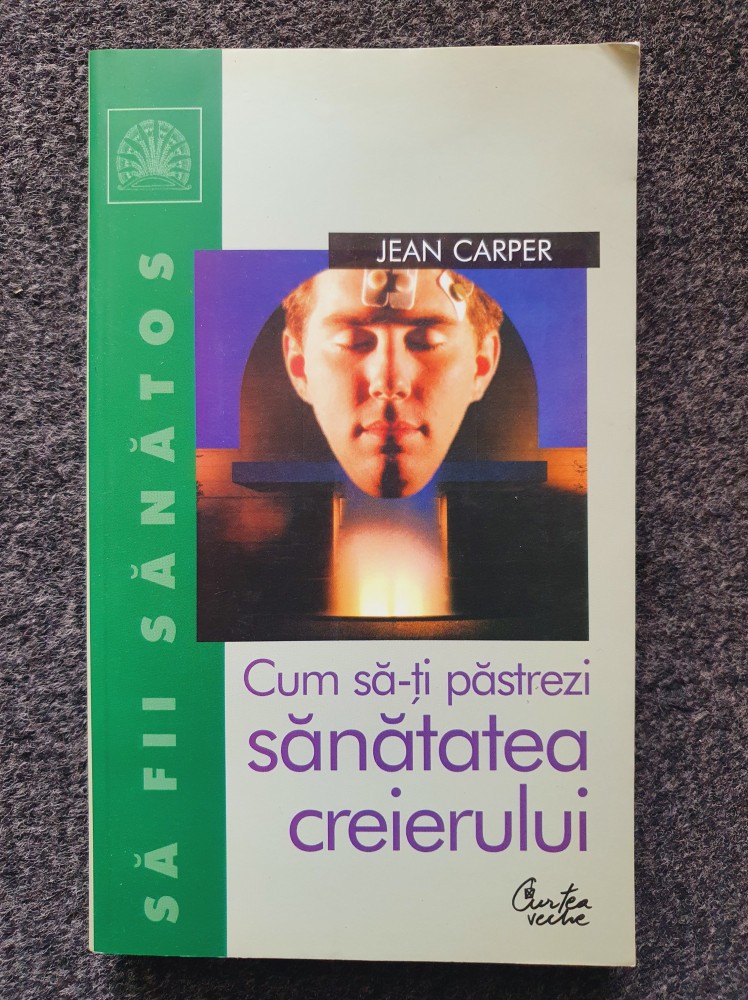 SĂ FII SĂNĂTOS
JEAN CARPER
Cum să-ți păstrezi
sănătatea
creierului
Curtea
veche